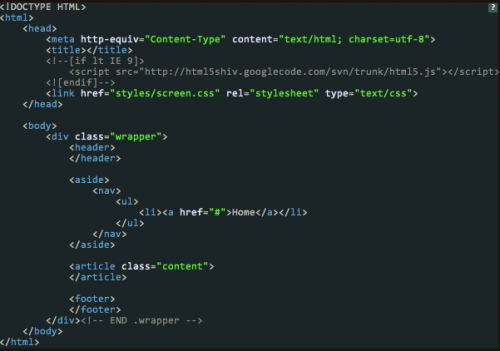 <!DOCTYPE HTML>
?
<html>
<head>
<meta http-equiv="Content-Type" content="text/html; charset=utf-8">
<title></title>
<!--[if lt IE 9]>
<script src="http://html5shiv.googlecode.com/svn/trunk/html5.js"></script>
<![endif]-->
<link href="styles/screen.css" rel="stylesheet" type="text/css">
</head>
<body>
<div class="wrapper">
<header>
</header>
<aside>
<nav>
<ul>
<li><a href="#">Home</a></li>
</ul>
</nav>
</aside>
<article class="content">
</article>
<footer>
</footer>
</div><!-- END .wrapper -->
</body>
</html>